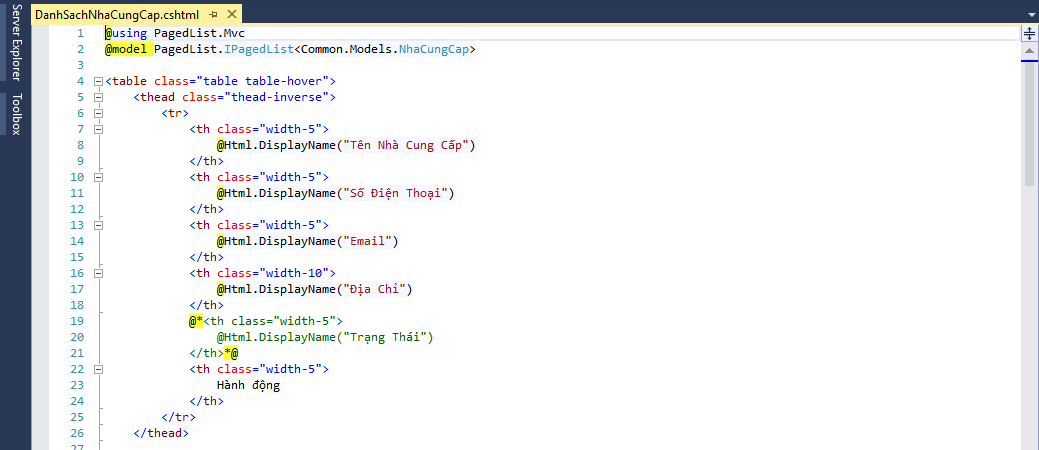 Server Explorer
Toolbox
DanhSachNhaCungCap.cshtml
1 @using PagedList.Mvc
2 @model PagedList.IPagedList<Common.Models.NhaCungCap>
3
4 <table class="table table-hover">
5 <thead class="thead-inverse">
6 <tr>
7 <th class="width-5">
8 @Html.DisplayName("Tên Nhà Cung Cấp")
9 </th>
10 <th class="width-5">
11 @Html.DisplayName("Số Điện Thoại")
12 </th>
13 <th class="width-5">
14 @Html.DisplayName("Email")
15 </th>
16 <th class="width-10">
17 @Html.DisplayName("Địa Chỉ")
18 </th>
19 @*<th class="width-5">
20 @Html.DisplayName("Trạng Thái")
21 </th>*@
22 <th class="width-5">
23 Hành động
24 </th>
25 </tr>
26 </thead>
27